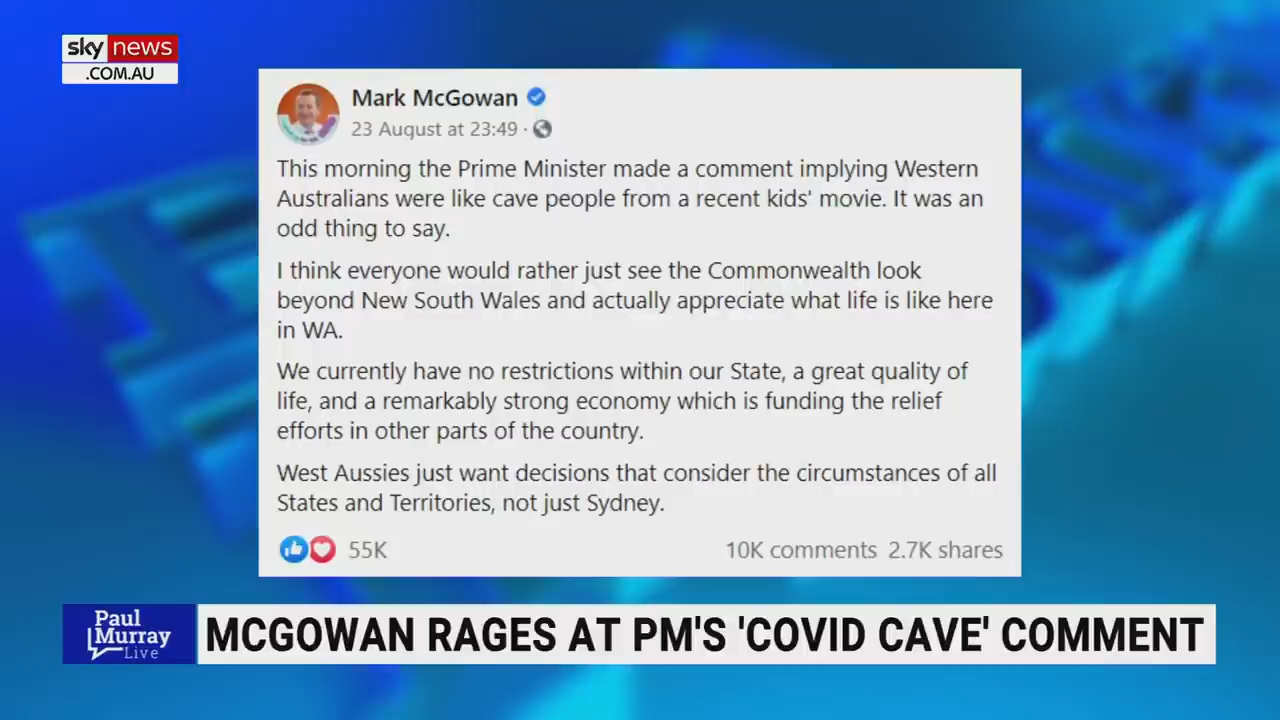 sky news
.COM.AU
Mark McGowan
23 August at 23:49 ·
This morning the Prime Minister made a comment implying Western
Australians were like cave people from a recent kids' movie. It was an
odd thing to say.
I think everyone would rather just see the Commonwealth look
beyond New South Wales and actually appreciate what life is like here
in WA.
We currently have no restrictions within our State, a great quality of
life, and a remarkably strong economy which is funding the relief
efforts in other parts of the country.
West Aussies just want decisions that consider the circumstances of all
States and Territories, not just Sydney.
55K 10K comments 2.7K shares
Paul
Murray
Live
MCGOWAN RAGES AT PM'S 'COVID CAVE' COMMENT